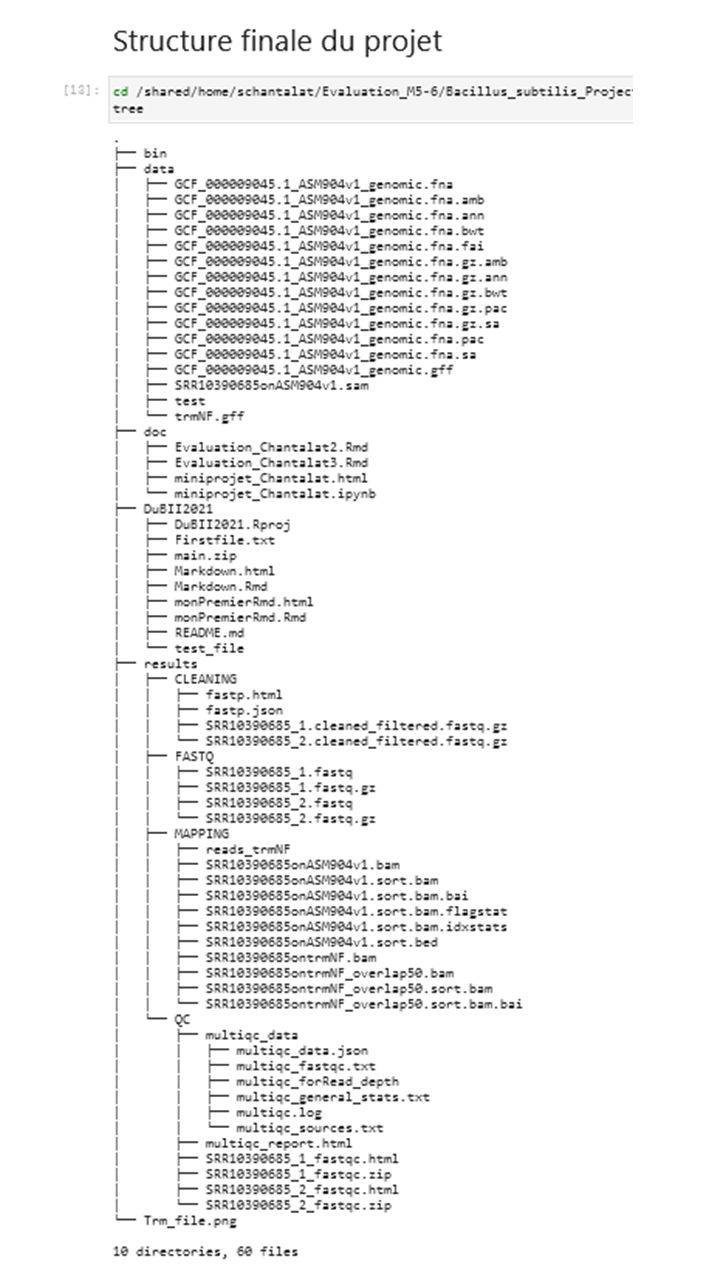 Structure finale du projet
[13]: cd /shared/home/schantalat/Evaluation_M5-6/Bacillus_subtilis_Projec
tree
.
├── bin
├── data
│   ├── GCF_000009045.1_ASM904v1_genomic.fna
│   ├── GCF_000009045.1_ASM904v1_genomic.fna.amb
│   ├── GCF_000009045.1_ASM904v1_genomic.fna.ann
│   ├── GCF_000009045.1_ASM904v1_genomic.fna.bwt
│   ├── GCF_000009045.1_ASM904v1_genomic.fna.fai
│   ├── GCF_000009045.1_ASM904v1_genomic.fna.gz.amb
│   ├── GCF_000009045.1_ASM904v1_genomic.fna.gz.ann
│   ├── GCF_000009045.1_ASM904v1_genomic.fna.gz.bwt
│   ├── GCF_000009045.1_ASM904v1_genomic.fna.gz.pac
│   ├── GCF_000009045.1_ASM904v1_genomic.fna.gz.sa
│   ├── GCF_000009045.1_ASM904v1_genomic.fna.pac
│   ├── GCF_000009045.1_ASM904v1_genomic.fna.sa
│   ├── GCF_000009045.1_ASM904v1_genomic.gff
│   ├── SRR10390685onASM904v1.sam
│   ├── test
│   └── trmNF.gff
├── doc
│   ├── Evaluation_Chantalat2.Rmd
│   ├── Evaluation_Chantalat3.Rmd
│   ├── miniprojet_Chantalat.html
│   └── miniprojet_Chantalat.ipynb
├── DuBII2021
│   ├── DuBII2021.Rproj
│   ├── Firstfile.txt
│   ├── main.zip
│   ├── Markdown.html
│   ├── Markdown.Rmd
│   ├── monPremierRmd.html
│   ├── monPremierRmd.Rmd
│   ├── README.md
│   └── test_file
├── results
│   ├── CLEANING
│   │   ├── fastp.html
│   │   ├── fastp.json
│   │   ├── SRR10390685_1.cleaned_filtered.fastq.gz
│   │   └── SRR10390685_2.cleaned_filtered.fastq.gz
│   ├── FASTQ
│   │   ├── SRR10390685_1.fastq
│   │   ├── SRR10390685_1.fastq.gz
│   │   ├── SRR10390685_2.fastq
│   │   └── SRR10390685_2.fastq.gz
│   ├── MAPPING
│   │   ├── reads_trmNF
│   │   ├── SRR10390685onASM904v1.bam
│   │   ├── SRR10390685onASM904v1.sort.bam
│   │   ├── SRR10390685onASM904v1.sort.bam.bai
│   │   ├── SRR10390685onASM904v1.sort.bam.flagstat
│   │   ├── SRR10390685onASM904v1.sort.bam.idxstats
│   │   ├── SRR10390685onASM904v1.sort.bed
│   │   ├── SRR10390685ontrmNF.bam
│   │   ├── SRR10390685ontrmNF_overlap50.bam
│   │   ├── SRR10390685ontrmNF_overlap50.sort.bam
│   │   └── SRR10390685ontrmNF_overlap50.sort.bam.bai
│   └── QC
│       ├── multiqc_data
│       │   ├── multiqc_data.json
│       │   ├── multiqc_fastqc.txt
│       │   ├── multiqc_forRead_depth
│       │   ├── multiqc_general_stats.txt
│       │   ├── multiqc.log
│       │   └── multiqc_sources.txt
│       ├── multiqc_report.html
│       ├── SRR10390685_1_fastqc.html
│       ├── SRR10390685_1_fastqc.zip
│       ├── SRR10390685_2_fastqc.html
│       └── SRR10390685_2_fastqc.zip
└── Trm_file.png
10 directories, 60 files